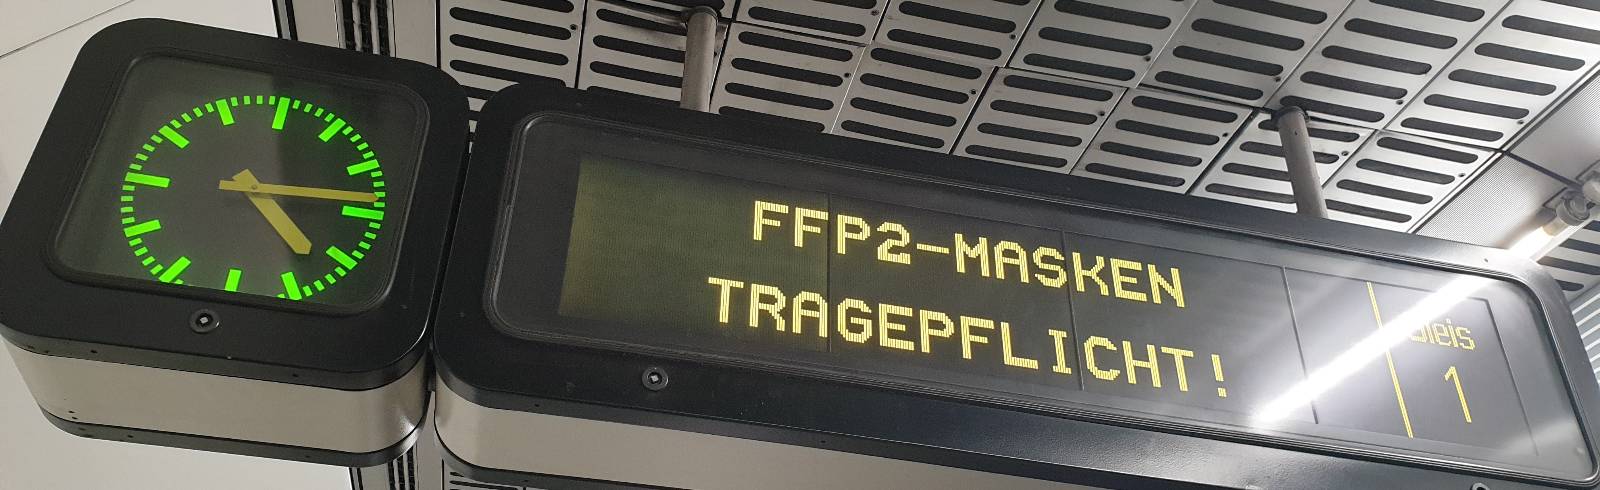 FFP2-MASKEN
TRAGEPFLICHT!
Gleis
1